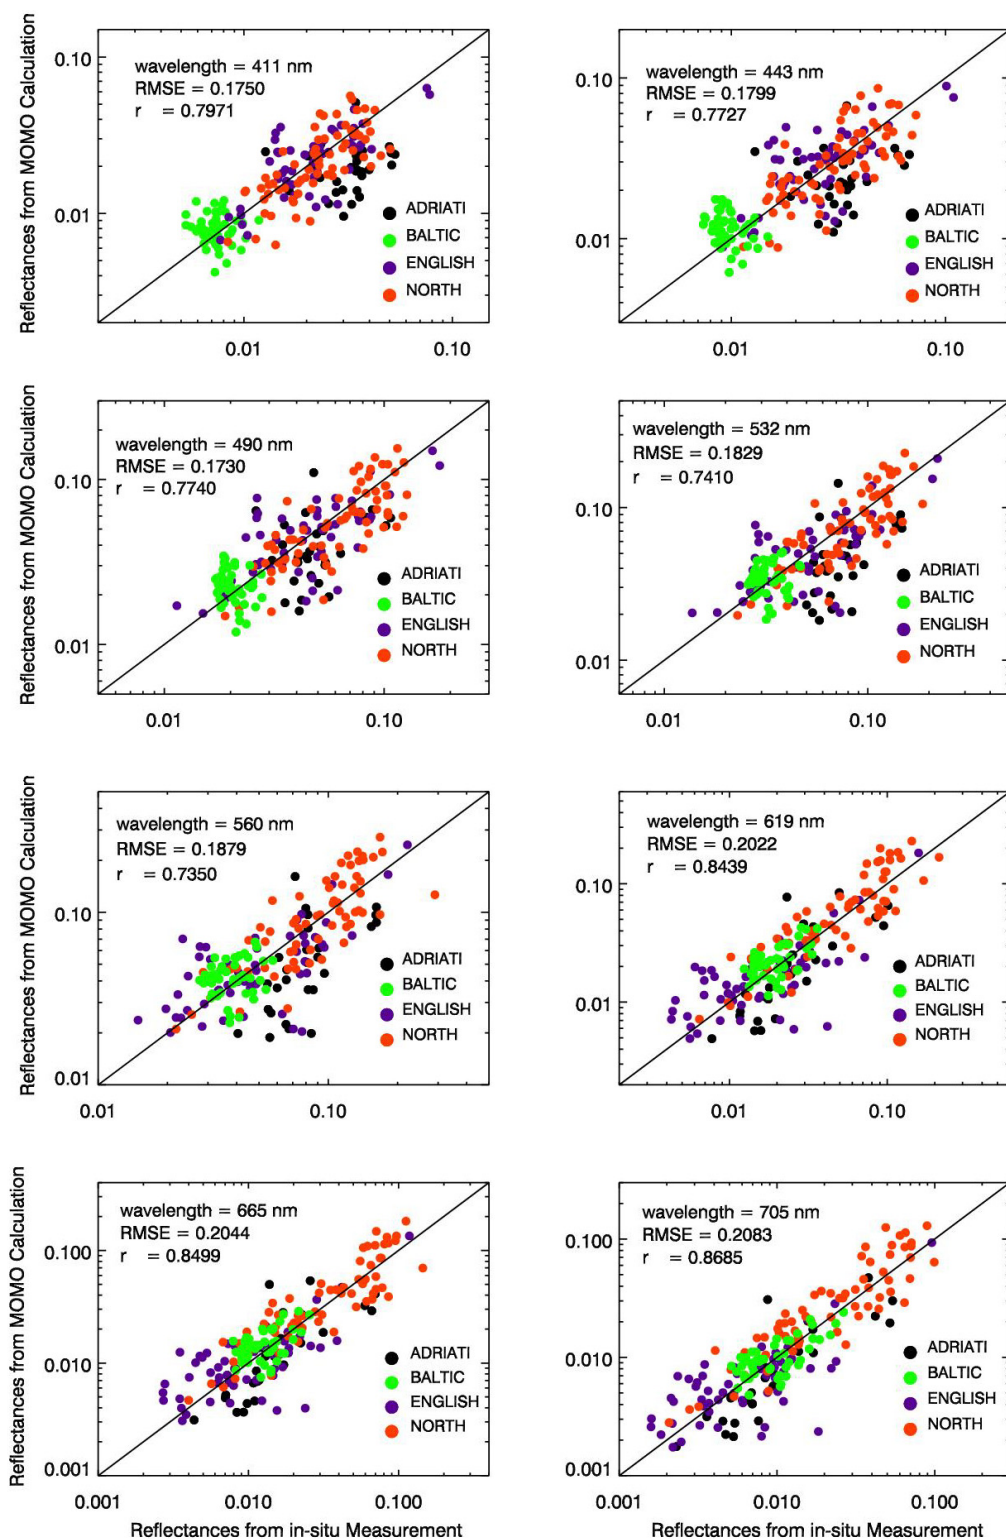 Reflectances from MOMO Calculation
0.10
0.01
wavelength = 411 nm
RMSE = 0.1750
r = 0.7971
ADRIATI
BALTIC
ENGLISH
NORTH
0.01 0.10
0.10
0.01
wavelength = 443 nm
RMSE = 0.1799
r = 0.7727
ADRIATI
BALTIC
ENGLISH
NORTH
0.01 0.10
Reflectances from MOMO Calculation
0.10
0.01
wavelength = 490 nm
RMSE = 0.1730
r = 0.7740
ADRIATI
BALTIC
ENGLISH
NORTH
0.01 0.10
0.10
0.01
wavelength = 532 nm
RMSE = 0.1829
r = 0.7410
ADRIATI
BALTIC
ENGLISH
NORTH
0.01 0.10
Reflectances from MOMO Calculation
0.10
0.01
wavelength = 560 nm
RMSE = 0.1879
r = 0.7350
ADRIATI
BALTIC
ENGLISH
NORTH
0.01 0.10
0.10
0.01
wavelength = 619 nm
RMSE = 0.2022
r = 0.8439
ADRIATI
BALTIC
ENGLISH
NORTH
0.01 0.10
Reflectances from MOMO Calculation
0.100
0.010
0.001
wavelength = 665 nm
RMSE = 0.2044
r = 0.8499
ADRIATI
BALTIC
ENGLISH
NORTH
0.001 0.010 0.100
Reflectances from in-situ Measurement
0.100
0.010
0.001
wavelength = 705 nm
RMSE = 0.2083
r = 0.8685
ADRIATI
BALTIC
ENGLISH
NORTH
0.010 0.100
Reflectances from in-situ Measurement